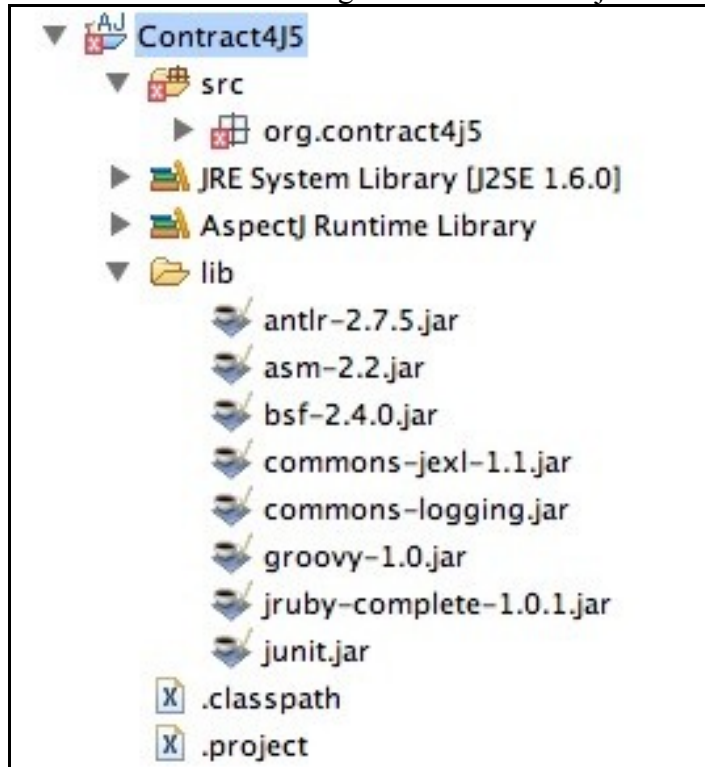 AJ
Contract4J5
src
org.contract4j5
JRE System Library [J2SE 1.6.0]
AspectJ Runtime Library
lib
antlr-2.7.5.jar
asm-2.2.jar
bsf-2.4.0.jar
commons-jexl-1.1.jar
commons-logging.jar
groovy-1.0.jar
jruby-complete-1.0.1.jar
junit.jar
X .classpath
X .project